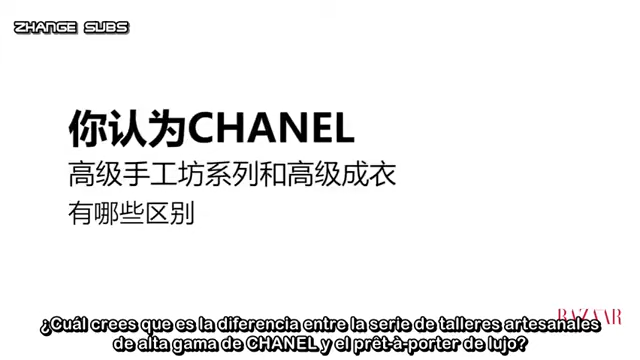 ZHANGE SUBS
你认为CHANEL
高级手工坊系列和高级成衣
有哪些区别
BAZAAR
¿Cuál crees que es la diferencia entre la serie de talleres artesanales
de alta gama de CHANEL y el prêt-à-porter de lujo?